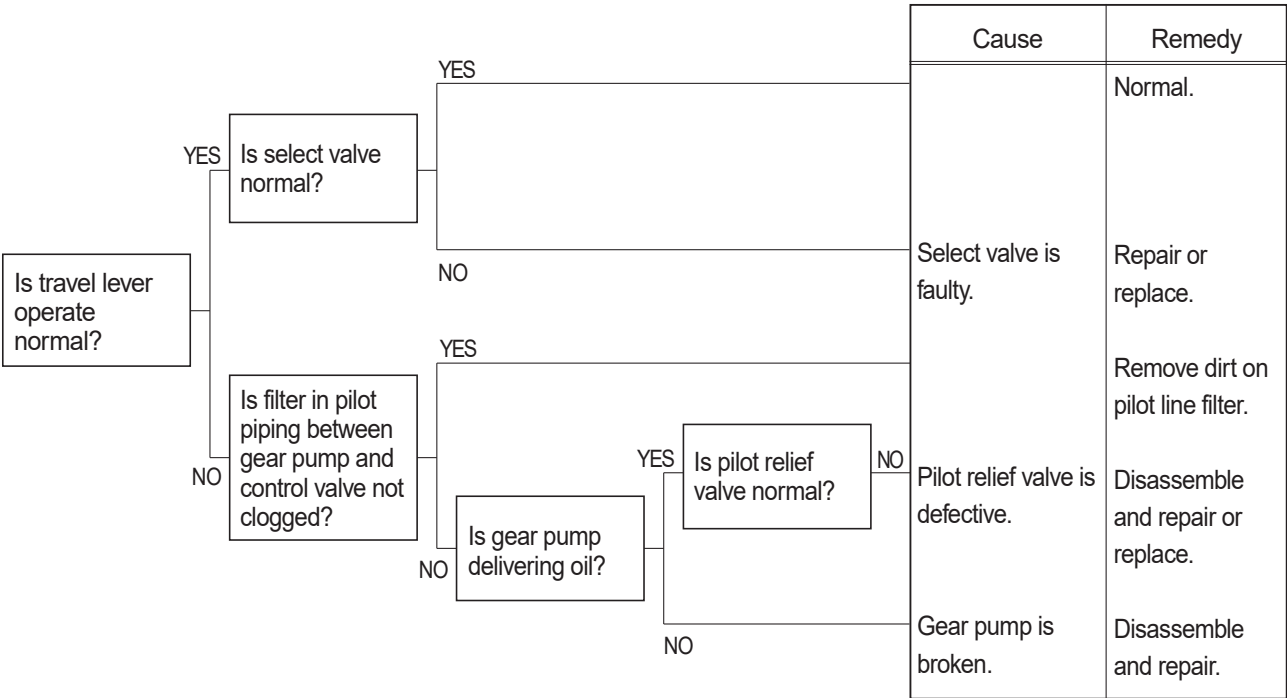 Cause
Remedy
YES
Normal.
YES
Is select valve
normal?
NO
Select valve is
faulty.
Repair or
replace.
Is travel lever
operate
normal?
YES
Remove dirt on
pilot line filter.
NO
Is filter in pilot
piping between
gear pump and
control valve not
clogged?
YES
Is pilot relief
valve normal?
NO
Pilot relief valve is
defective.
Disassemble
and repair or
replace.
NO
Is gear pump
delivering oil?
NO
Gear pump is
broken.
Disassemble
and repair.